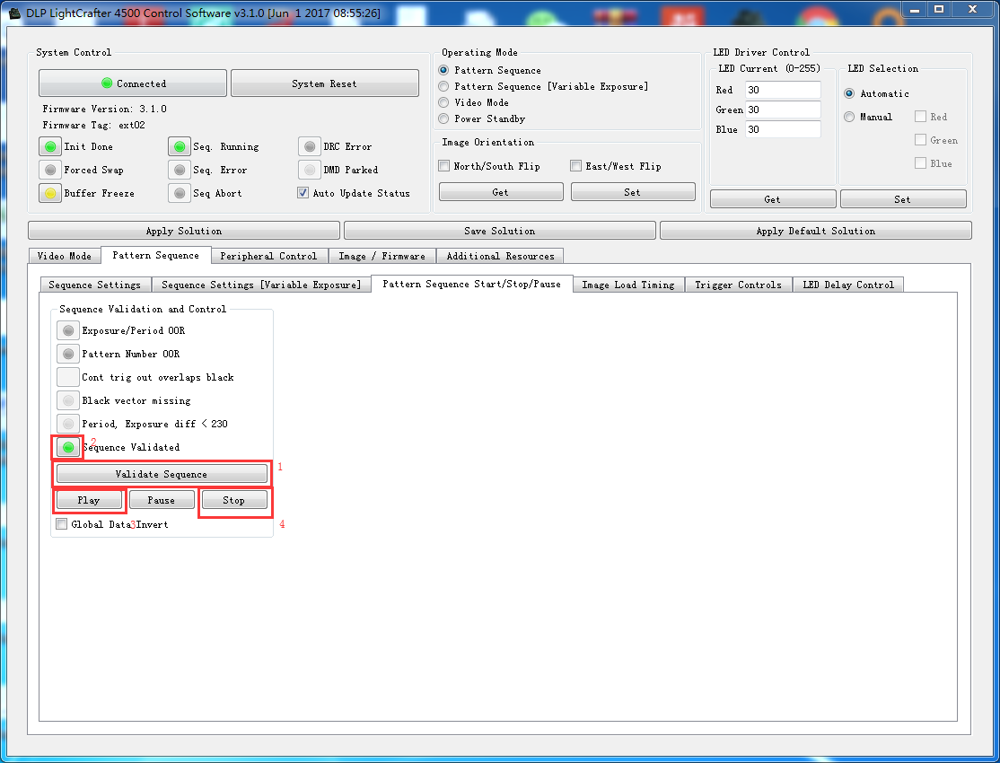 DLP LightCrafter 4500 Control Software v3.1.0 [Jun 1 2017 08:55:26]
System Control
Connected
System Reset
Firmware Version: 3.1.0
Firmware Tag: ext02
Init Done
Seq. Running
DRC Error
Forced Swap
Seq. Error
DMD Parked
Buffer Freeze
Seq Abort
Auto Update Status
Operating Mode
Pattern Sequence
Pattern Sequence [Variable Exposure]
Video Mode
Power Standby
Image Orientation
North/South Flip
East/West Flip
Get
Set
LED Driver Control
LED Current (0-255)
Red 30
Green 30
Blue 30
LED Selection
Automatic
Manual
Red
Green
Blue
Get
Set
Apply Solution
Save Solution
Apply Default Solution
Video Mode
Pattern Sequence
Peripheral Control
Image / Firmware
Additional Resources
Sequence Settings
Sequence Settings [Variable Exposure]
Pattern Sequence Start/Stop/Pause
Image Load Timing
Trigger Controls
LED Delay Control
Sequence Validation and Control
Exposure/Period OOR
Pattern Number OOR
Cont trig out overlaps black
Black vector missing
Period, Exposure diff < 230
2
Sequence Validated
Validate Sequence
1
Play
Pause
Stop
Global Data Invert
3
4